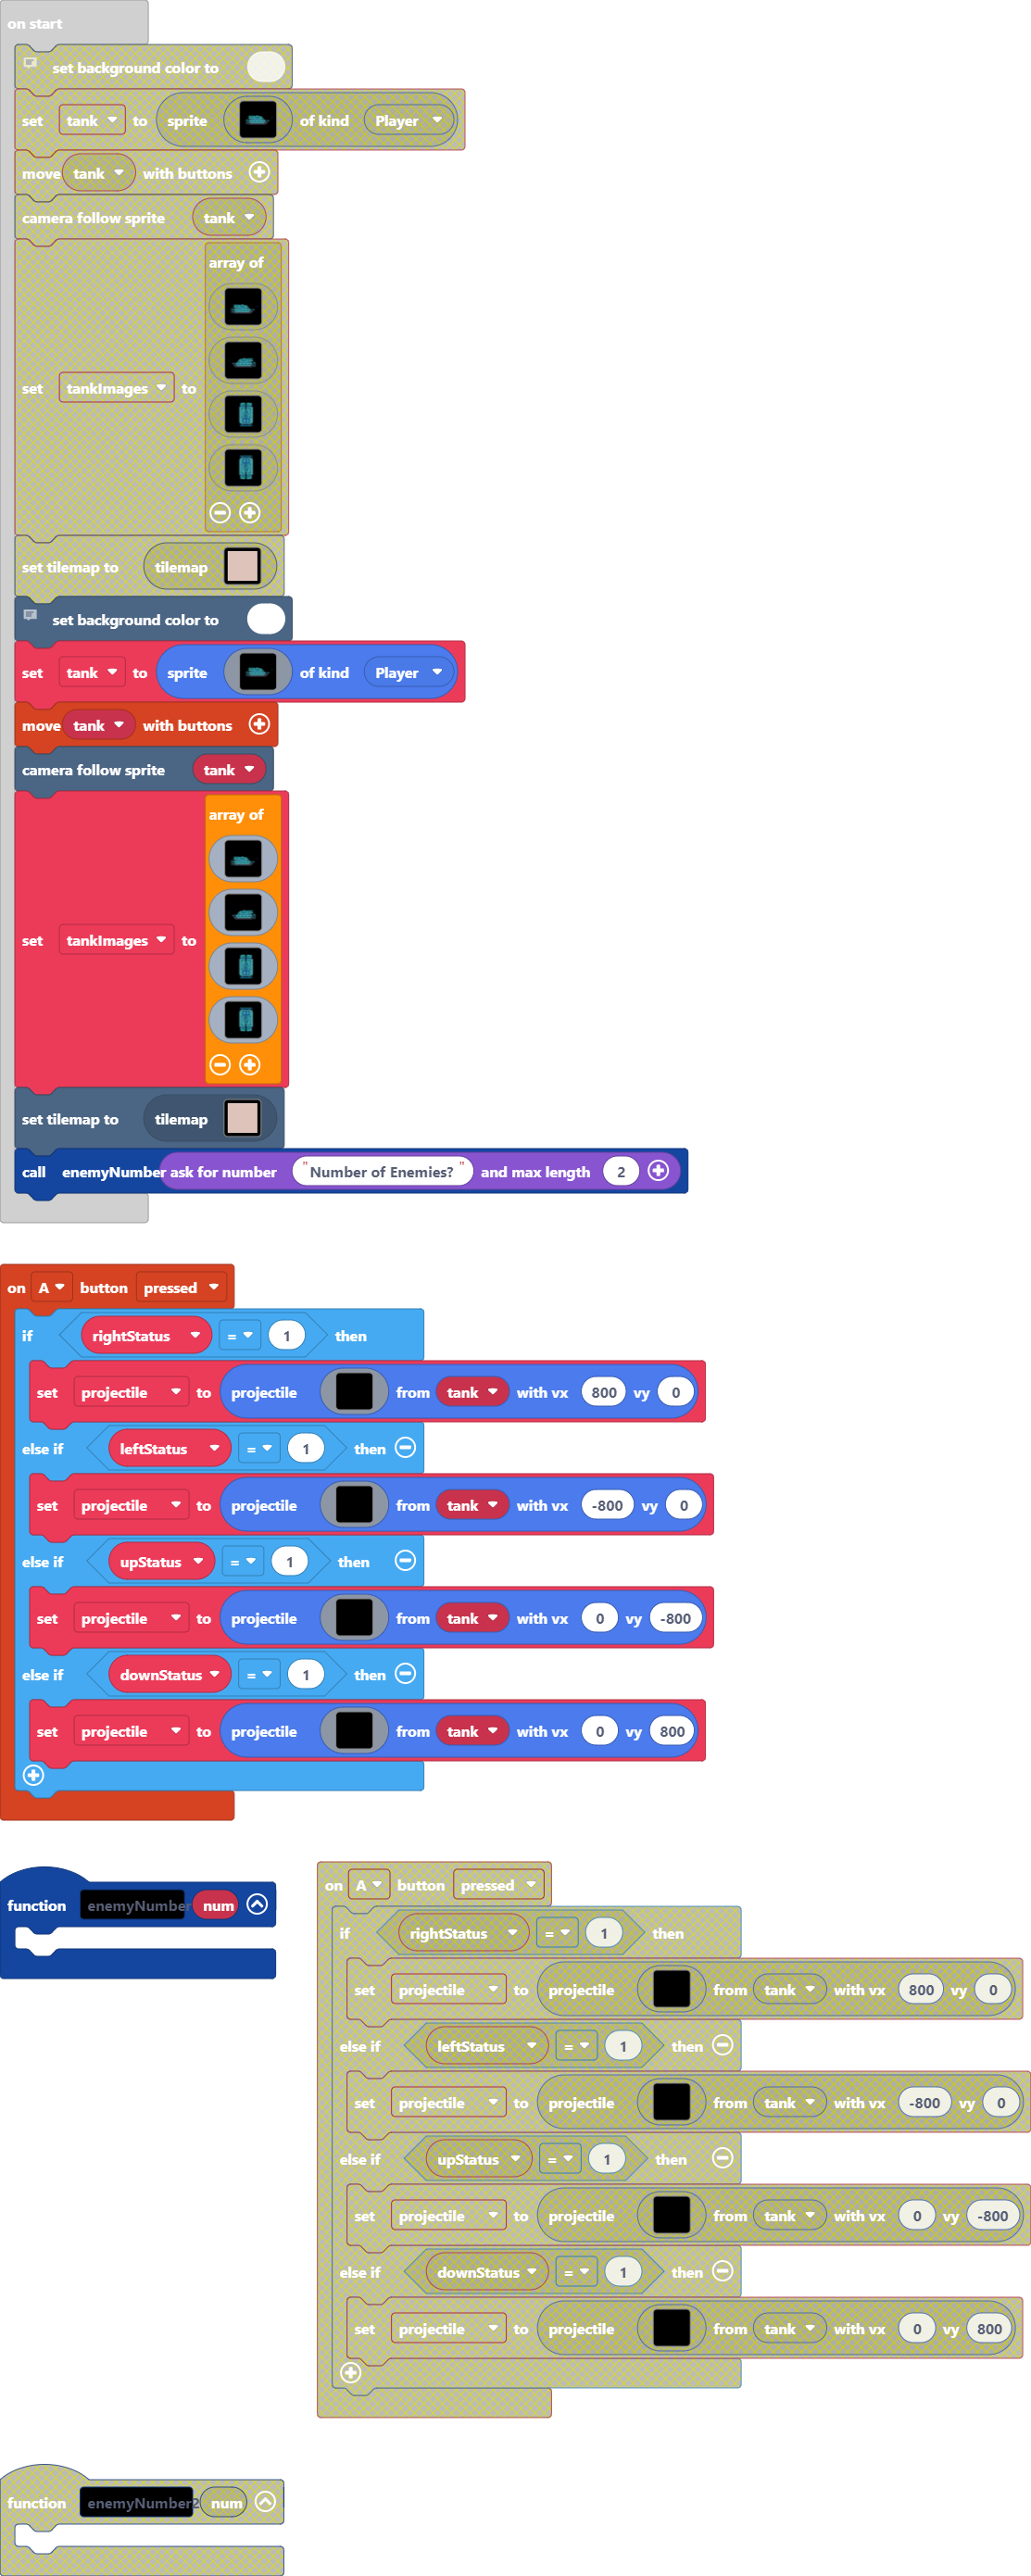 on start
set background color to
set tank to sprite of kind Player
move tank with buttons
camera follow sprite tank
array of
set tankImages to
set tilemap to tilemap
set background color to
set tank to sprite of kind Player
move tank with buttons
camera follow sprite tank
array of
set tankImages to
set tilemap to tilemap
call enemyNumber ask for number "Number of Enemies?" and max length 2
on A button pressed
if rightStatus = 1 then
set projectile to projectile from tank with vx 800 vy 0
else if leftStatus = 1 then
set projectile to projectile from tank with vx -800 vy 0
else if upStatus = 1 then
set projectile to projectile from tank with vx 0 vy -800
else if downStatus = 1 then
set projectile to projectile from tank with vx 0 vy 800
function enemyNumber num
on A button pressed
if rightStatus = 1 then
set projectile to projectile from tank with vx 800 vy 0
else if leftStatus = 1 then
set projectile to projectile from tank with vx -800 vy 0
else if upStatus = 1 then
set projectile to projectile from tank with vx 0 vy -800
else if downStatus = 1 then
set projectile to projectile from tank with vx 0 vy 800
function enemyNumber2 num